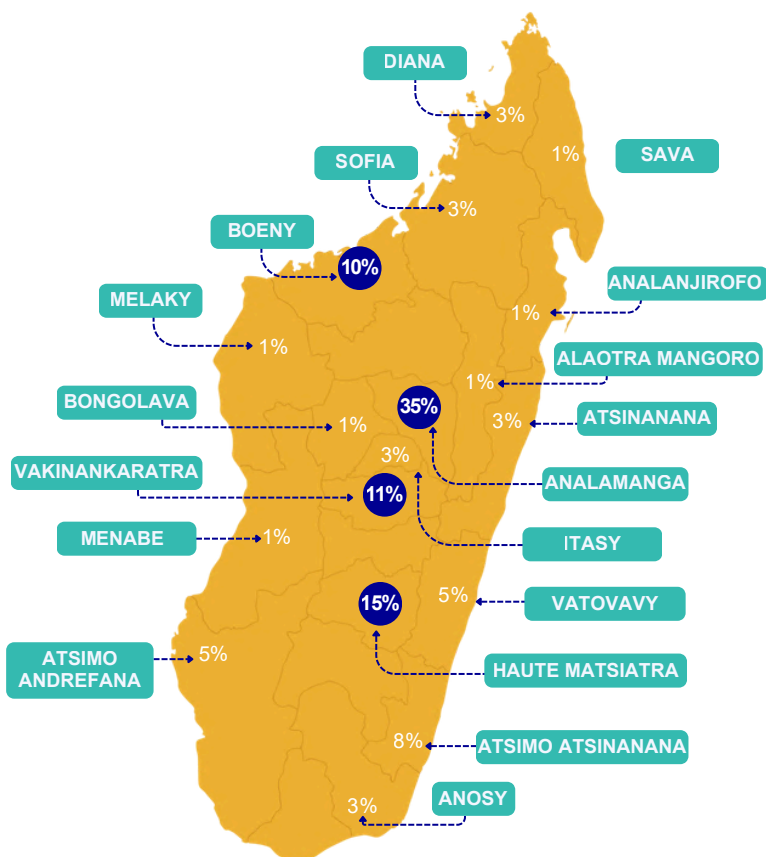 DIANA
3%
1%
SAVA
SOFIA
3%
BOENY
10%
MELAKY
1%
ANALANJIROFO
1%
ALAOTRA MANGORO
1%
BONGOLAVA
1%
35%
3%
ATSINANANA
3%
VAKINANKARATRA
11%
ANALAMANGA
MENABE
1%
ITASY
5%
VATOVAVY
15%
ATSIMO
ANDREFANA
5%
HAUTE MATSIATRA
8%
ATSIMO ATSINANANA
3%
ANOSY